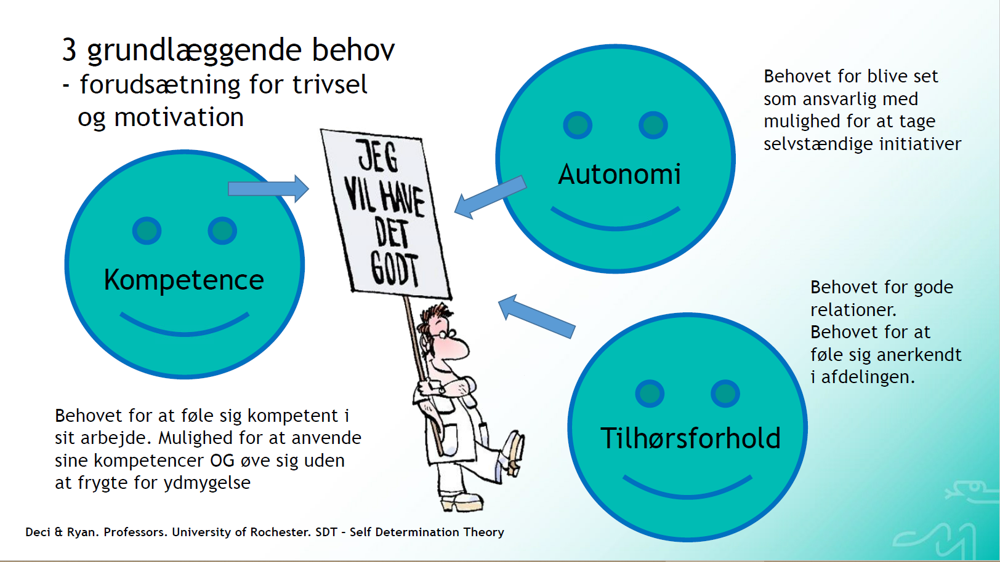 3 grundlæggende behov
- forudsætning for trivsel
og motivation
JEG
VIL HAVE
DET
GODT
Autonomi
Behovet for blive set
som ansvarlig med
mulighed for at tage
selvstændige initiativer
Kompetence
Behovet for at føle sig kompetent i
sit arbejde. Mulighed for at anvende
sine kompetencer OG øve sig uden
at frygte for ydmygelse
Tilhørsforhold
Behovet for gode
relationer.
Behovet for at
føle sig anerkendt
i afdelingen.
Deci & Ryan. Professors. University of Rochester. SDT - Self Determination Theory